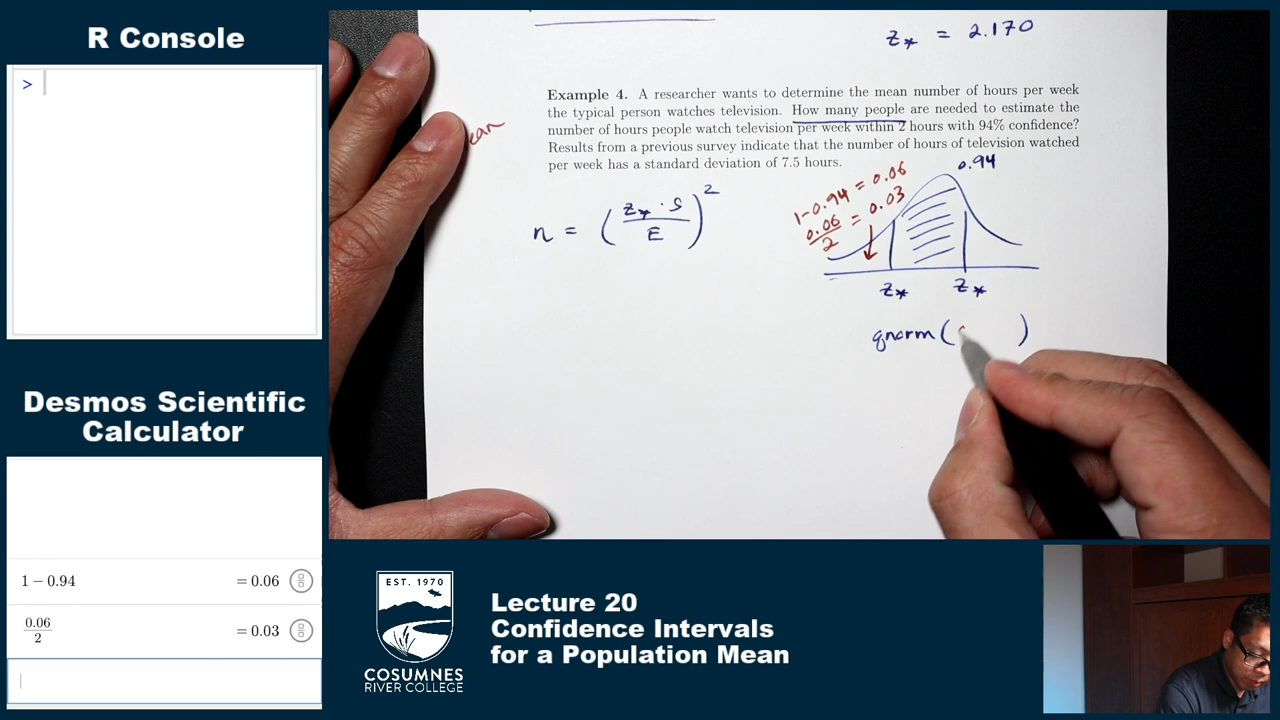 R Console
>
z* = 2.170
Example 4. A researcher wants to determine the mean number of hours per week
the typical person watches television. How many people are needed to estimate the
number of hours people watch television per week within 2 hours with 94% confidence?
Results from a previous survey indicate that the number of hours of television watched
per week has a standard deviation of 7.5 hours.
0.94
1-0.94 = 0.06
0.06/2 = 0.03
n = (z* · s / E)²
z* z*
qnorm( )
Desmos Scientific
Calculator
1 − 0.94 = 0.06
0.06/2 = 0.03
EST. 1970
COSUMNES
RIVER COLLEGE
Lecture 20
Confidence Intervals
for a Population Mean